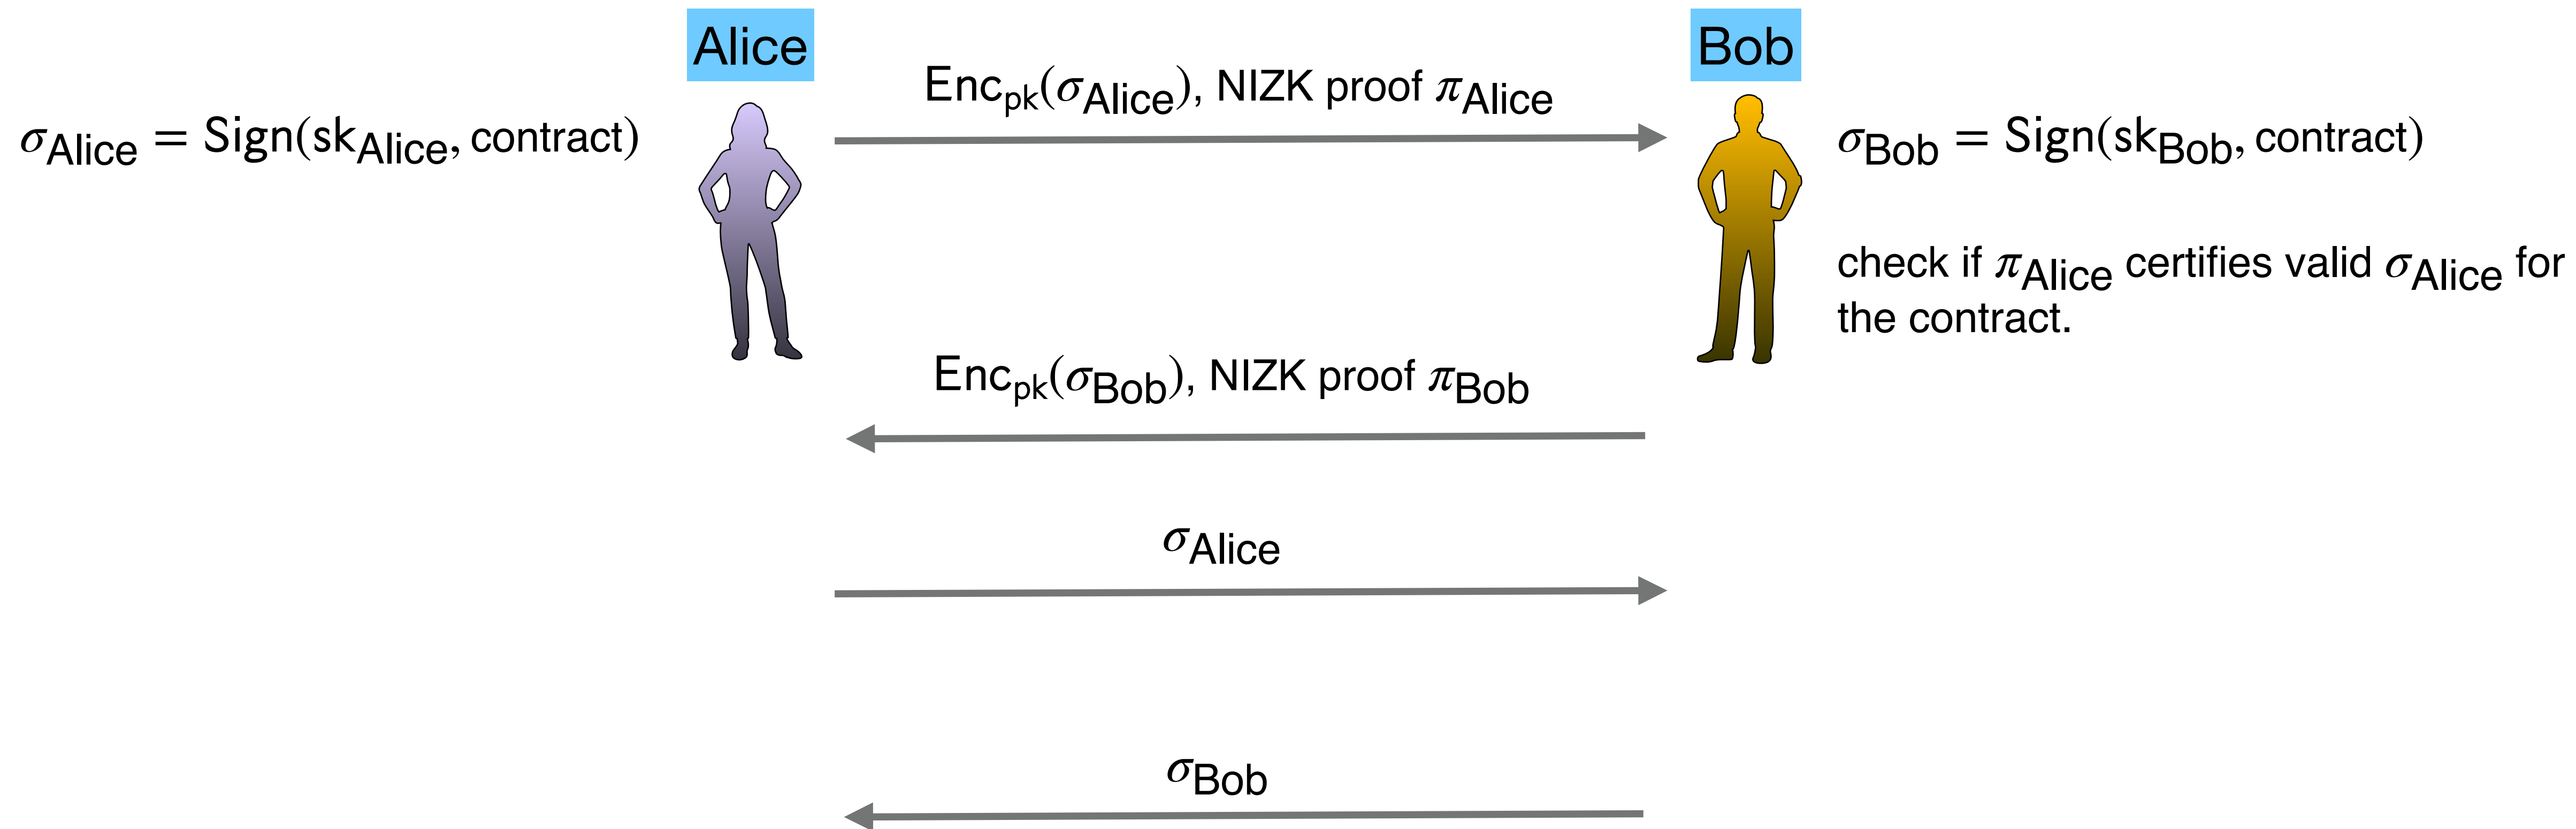 Alice
Bob
Enc_pk(σ_Alice), NIZK proof π_Alice
σ_Alice = Sign(sk_Alice, contract)
σ_Bob = Sign(sk_Bob, contract)
check if π_Alice certifies valid σ_Alice for
the contract.
Enc_pk(σ_Bob), NIZK proof π_Bob
σ_Alice
σ_Bob